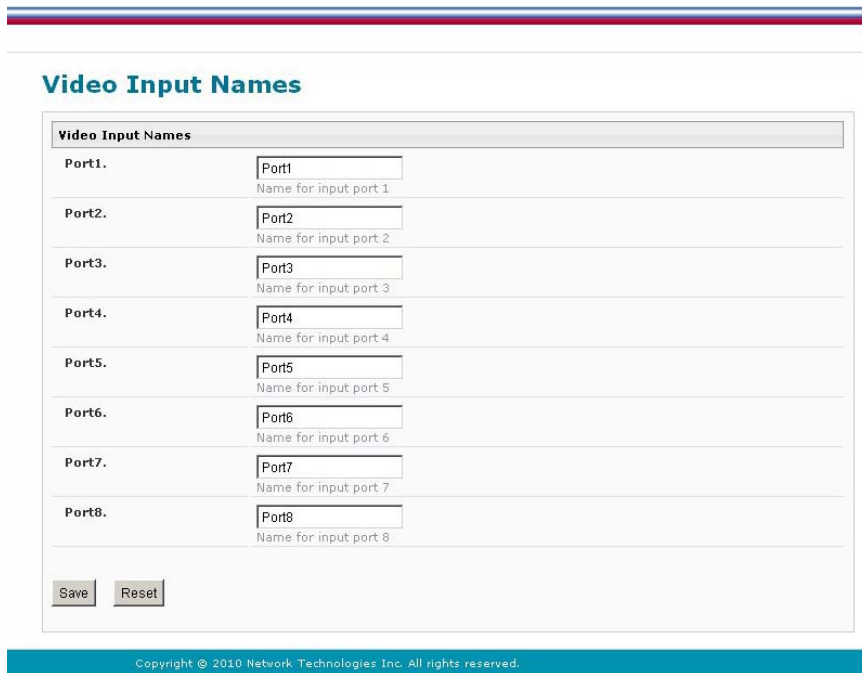 Video Input Names
Video Input Names
Port1. Port1
Name for input port 1
Port2. Port2
Name for input port 2
Port3. Port3
Name for input port 3
Port4. Port4
Name for input port 4
Port5. Port5
Name for input port 5
Port6. Port6
Name for input port 6
Port7. Port7
Name for input port 7
Port8. Port8
Name for input port 8
Save Reset
Copyright © 2010 Network Technologies Inc. All rights reserved.